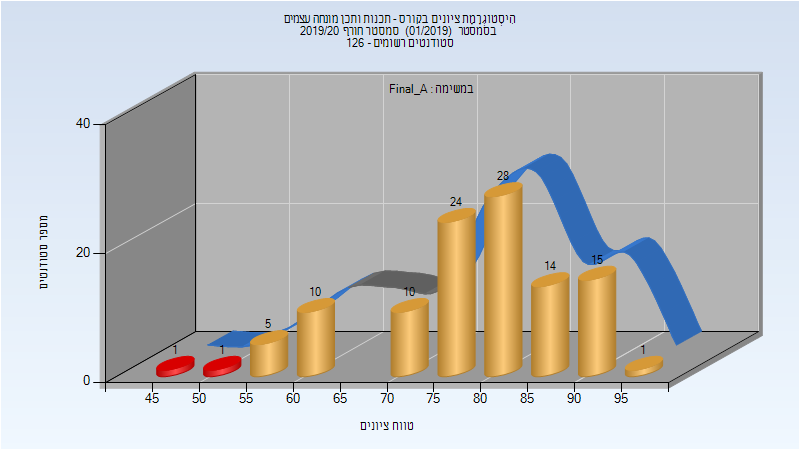 היסטוגרמת ציונים בקורס - תכנות ותכן מונחה עצמים
בסמסטר (01/2019) סמסטר חורף 2019/20
סטודנטים רשומים - 126
במשימה : Final_A
מספר סטודנטים
40
20
0
1
1
5
10
10
24
28
14
15
1
45 50 55 60 65 70 75 80 85 90 95
טווח ציונים